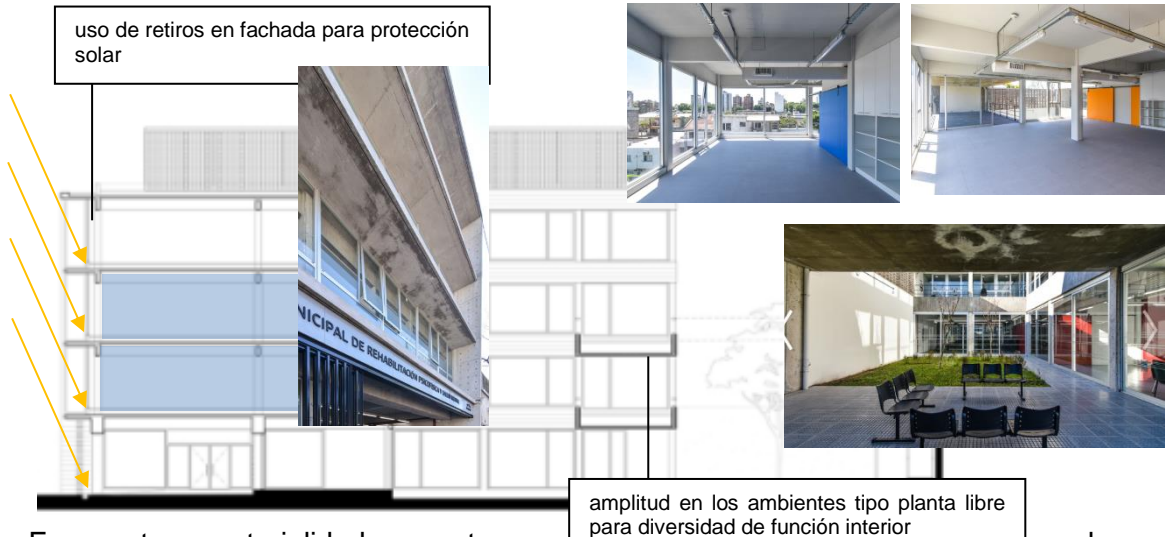 uso de retiros en fachada para protección
solar
NICIPAL DE REHABILITACIÓN PSICOFÍSICA Y
amplitud en los ambientes tipo planta libre
para diversidad de función interior